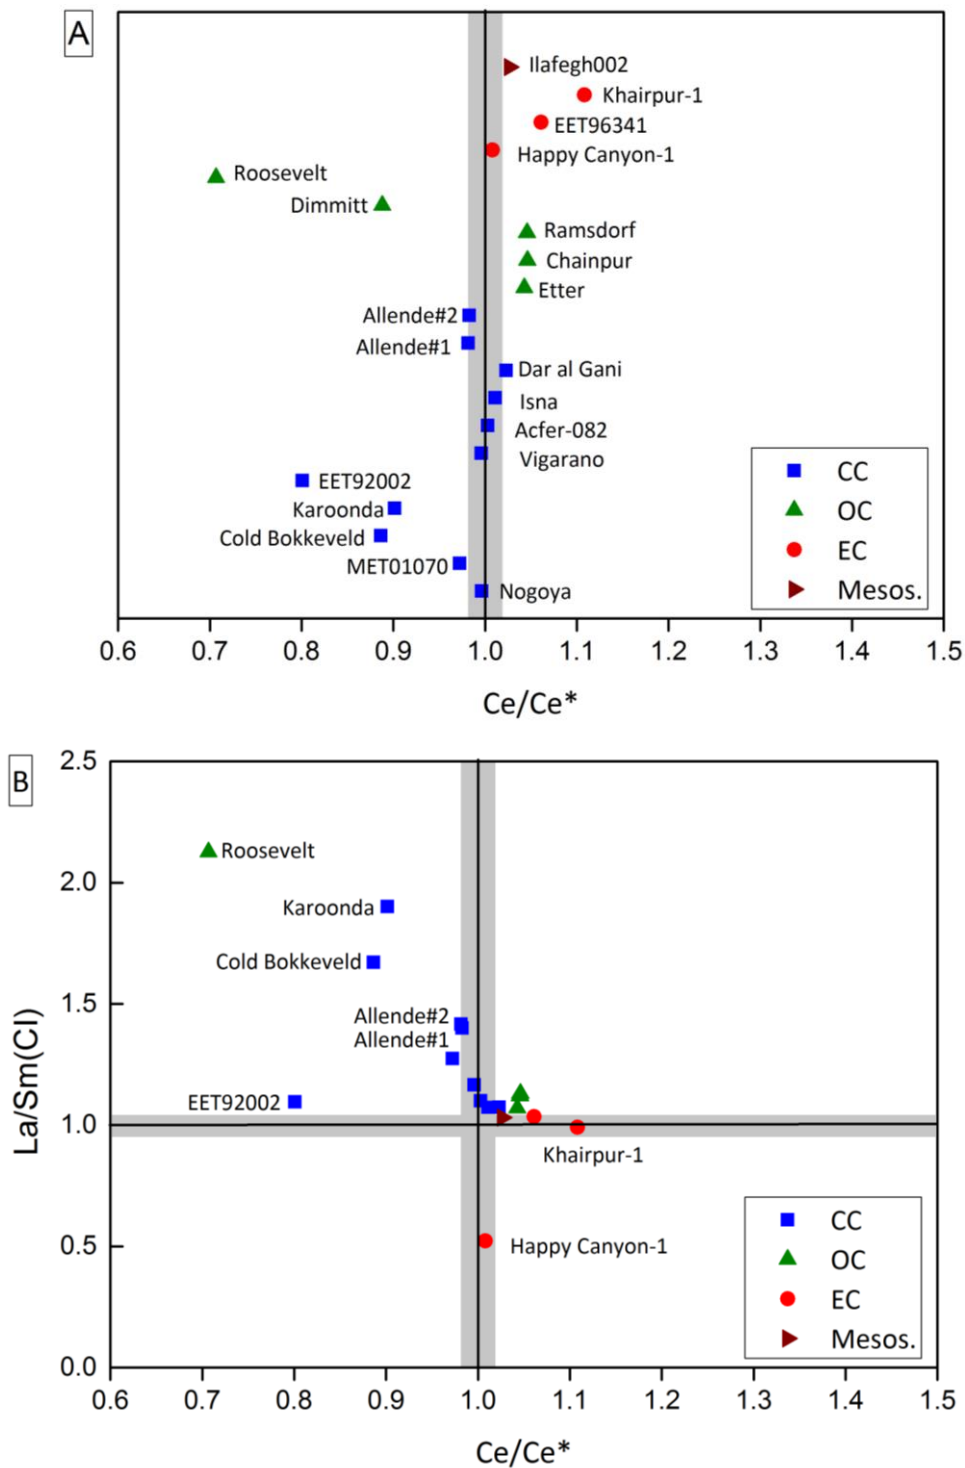 A
Ilafegh002
Khairpur-1
EET96341
Happy Canyon-1
Roosevelt
Dimmitt
Ramsdorf
Chainpur
Etter
Allende#2
Allende#1
Dar al Gani
Isna
Acfer-082
Vigarano
EET92002
Karoonda
Cold Bokkeveld
MET01070
Nogoya
CC
OC
EC
Mesos.
0.6 0.7 0.8 0.9 1.0 1.1 1.2 1.3 1.4 1.5
Ce/Ce*
B
2.5
2.0
1.5
1.0
0.5
0.0
La/Sm(CI)
Roosevelt
Karoonda
Cold Bokkeveld
Allende#2
Allende#1
EET92002
Khairpur-1
Happy Canyon-1
CC
OC
EC
Mesos.
0.6 0.7 0.8 0.9 1.0 1.1 1.2 1.3 1.4 1.5
Ce/Ce*